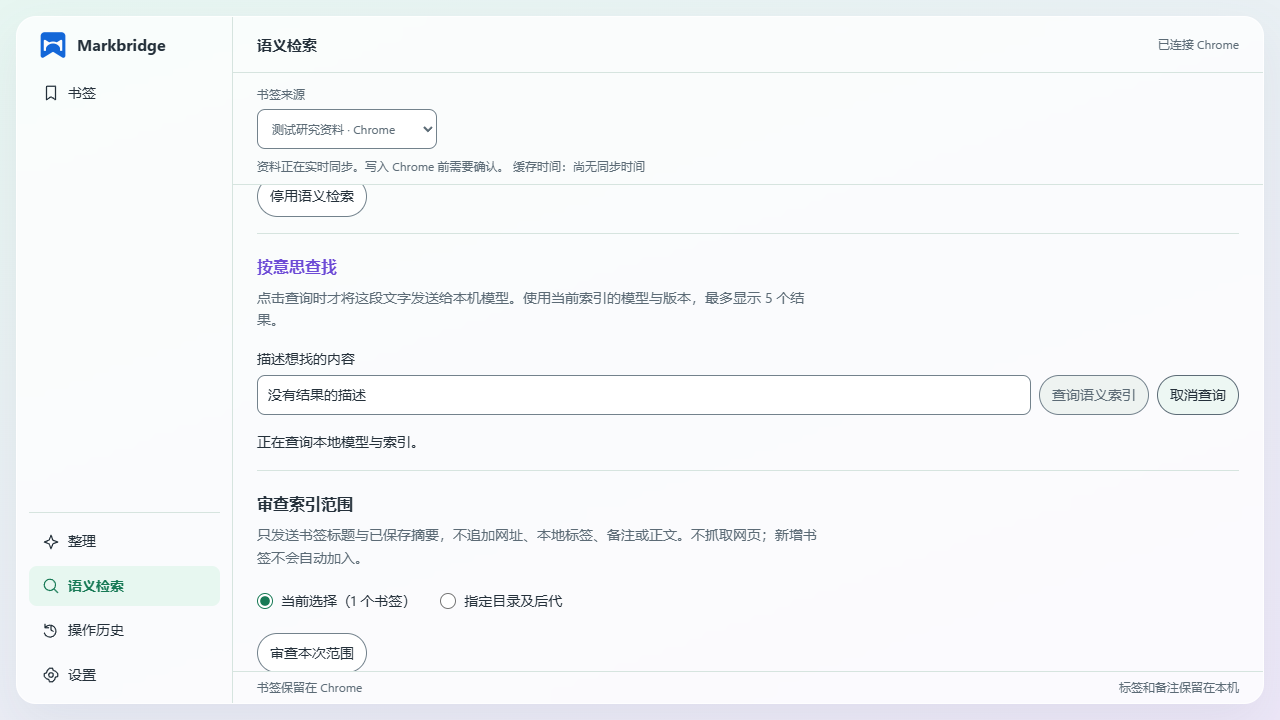 Markbridge
书签
整理
语义检索
操作历史
设置
语义检索
已连接 Chrome
书签来源
测试研究资料 · Chrome
资料正在实时同步。写入 Chrome 前需要确认。 缓存时间：尚无同步时间
停用语义检索
按意思查找
点击查询时才将这段文字发送给本机模型。使用当前索引的模型与版本，最多显示 5 个结
果。
描述想找的内容
没有结果的描述
查询语义索引
取消查询
正在查询本地模型与索引。
审查索引范围
只发送书签标题与已保存摘要，不追加网址、本地标签、备注或正文。不抓取网页；新增书
签不会自动加入。
当前选择（1 个书签）
指定目录及后代
审查本次范围
书签保留在 Chrome
标签和备注保留在本机